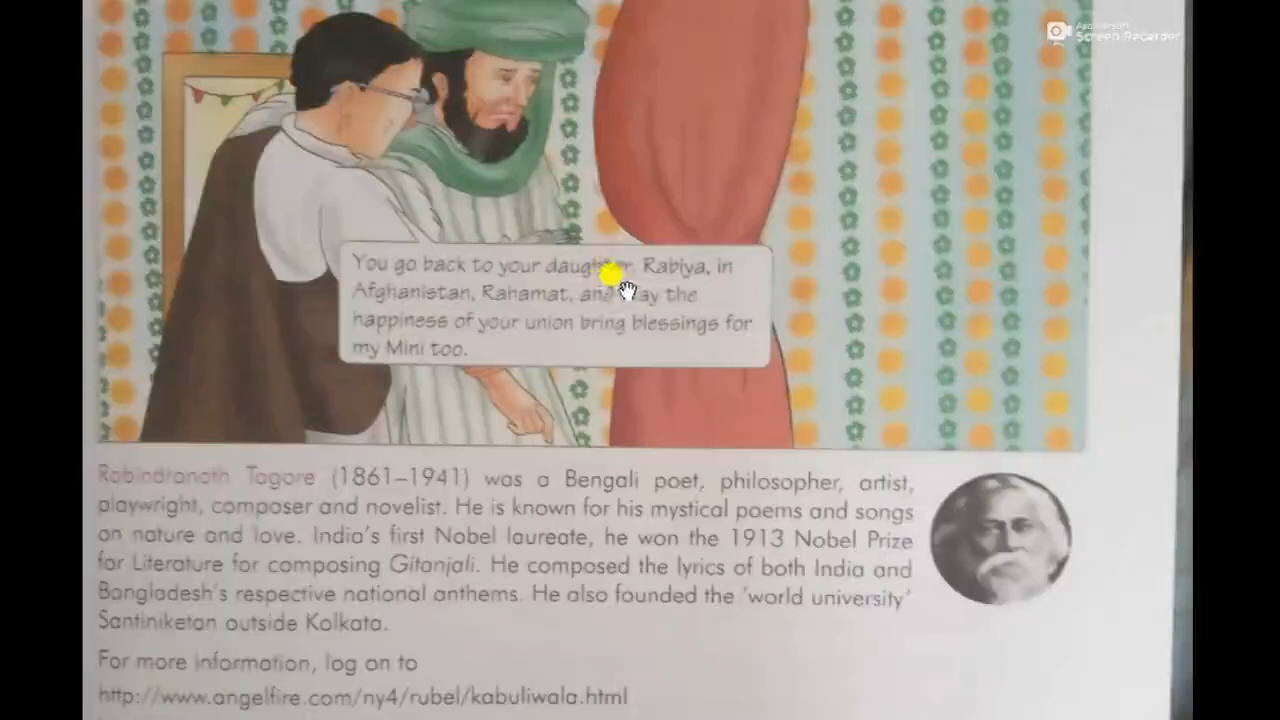 Apowersoft
Screen Recorder
You go back to your daughter, Rabiya, in
Afghanistan, Rahamat, and may the
happiness of your union bring blessings for
my Mini too.
Rabindranath Tagore (1861–1941) was a Bengali poet, philosopher, artist,
playwright, composer and novelist. He is known for his mystical poems and songs
on nature and love. India's first Nobel laureate, he won the 1913 Nobel Prize
for Literature for composing Gitanjali. He composed the lyrics of both India and
Bangladesh's respective national anthems. He also founded the 'world university'
Santiniketan outside Kolkata.
For more information, log on to
http://www.angelfire.com/ny4/rubel/kabuliwala.html